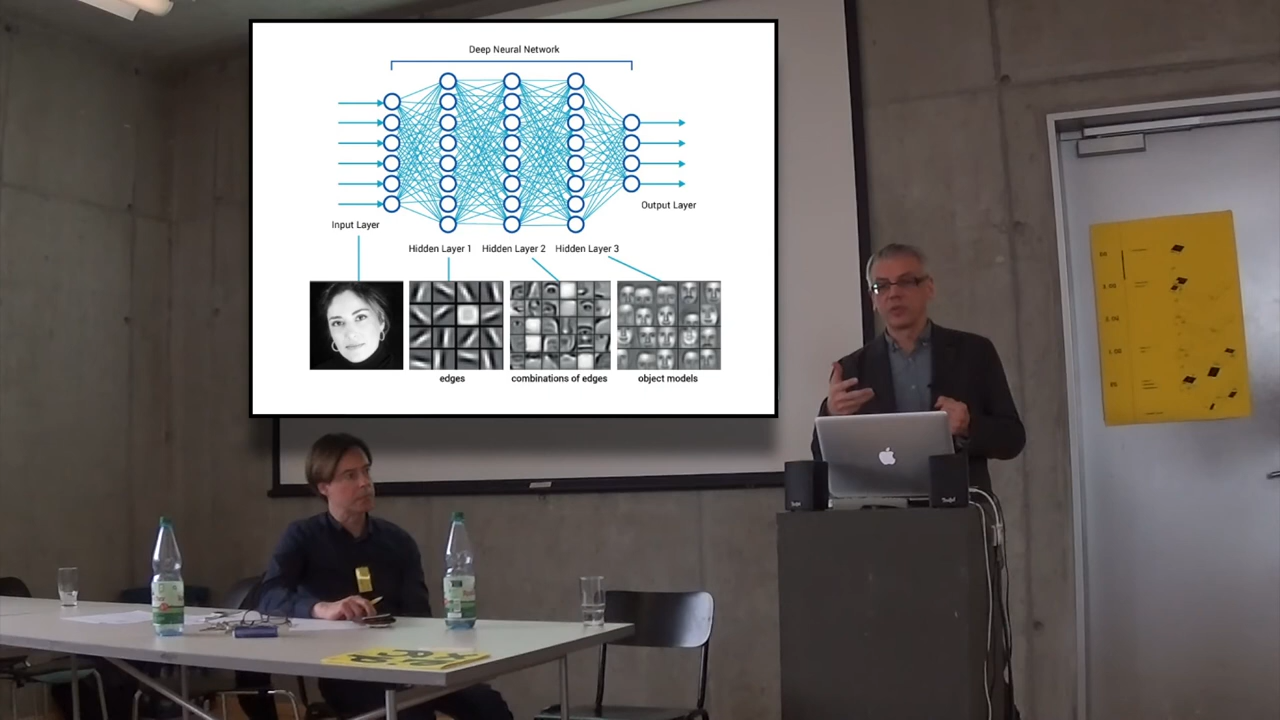 Deep Neural Network
Input Layer
Output Layer
Hidden Layer 1
Hidden Layer 2
Hidden Layer 3
edges
combinations of edges
object models